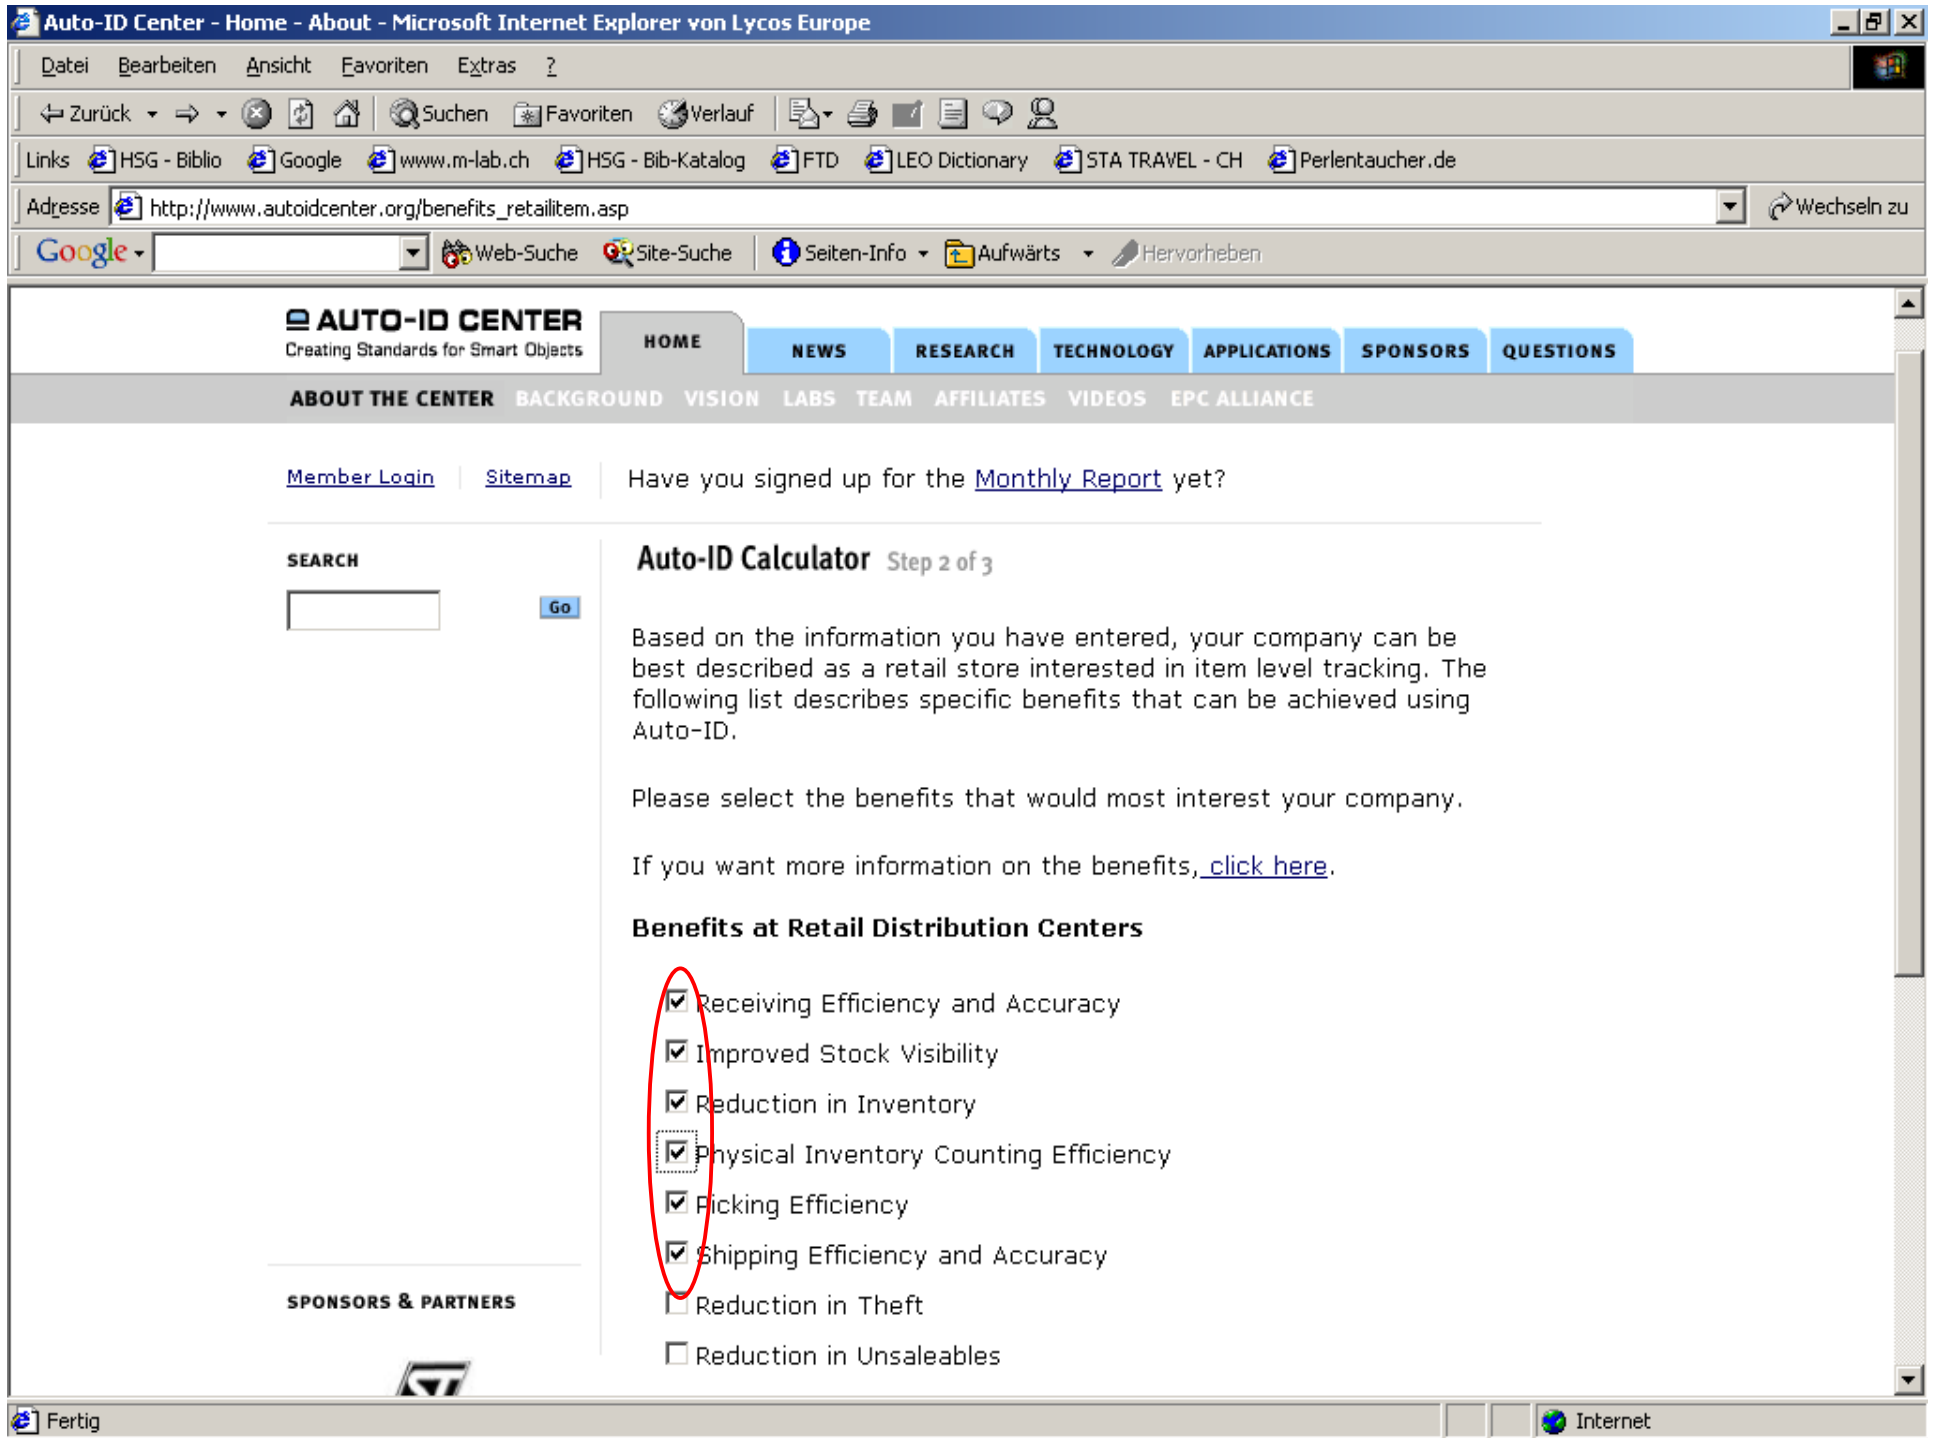 Auto-ID Center - Home - About - Microsoft Internet Explorer von Lycos Europe
Datei Bearbeiten Ansicht Favoriten Extras ?
Zurück Suchen Favoriten Verlauf
Links HSG - Biblio Google www.m-lab.ch HSG - Bib-Katalog FTD LEO Dictionary STA TRAVEL - CH Perlentaucher.de
Adresse http://www.autoidcenter.org/benefits_retailitem.asp Wechseln zu
Google Web-Suche Site-Suche Seiten-Info Aufwärts Hervorheben
AUTO-ID CENTER
Creating Standards for Smart Objects
HOME NEWS RESEARCH TECHNOLOGY APPLICATIONS SPONSORS QUESTIONS
ABOUT THE CENTER BACKGROUND VISION LABS TEAM AFFILIATES VIDEOS EPC ALLIANCE
Member Login Sitemap Have you signed up for the Monthly Report yet?
SEARCH
Go
Auto-ID Calculator Step 2 of 3
Based on the information you have entered, your company can be
best described as a retail store interested in item level tracking. The
following list describes specific benefits that can be achieved using
Auto-ID.
Please select the benefits that would most interest your company.
If you want more information on the benefits, click here.
Benefits at Retail Distribution Centers
Receiving Efficiency and Accuracy
Improved Stock Visibility
Reduction in Inventory
Physical Inventory Counting Efficiency
Picking Efficiency
Shipping Efficiency and Accuracy
Reduction in Theft
Reduction in Unsaleables
SPONSORS & PARTNERS
ST
Fertig Internet